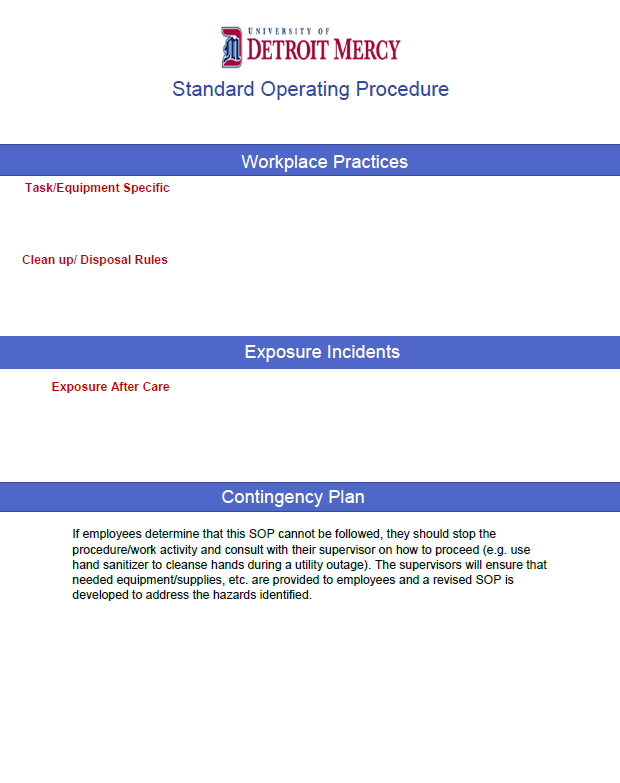 UNIVERSITY OF
DETROIT MERCY
Standard Operating Procedure
Workplace Practices
Task/Equipment Specific
Clean up/ Disposal Rules
Exposure Incidents
Exposure After Care
Contingency Plan
If employees determine that this SOP cannot be followed, they should stop the
procedure/work activity and consult with their supervisor on how to proceed (e.g. use
hand sanitizer to cleanse hands during a utility outage). The supervisors will ensure that
needed equipment/supplies, etc. are provided to employees and a revised SOP is
developed to address the hazards identified.